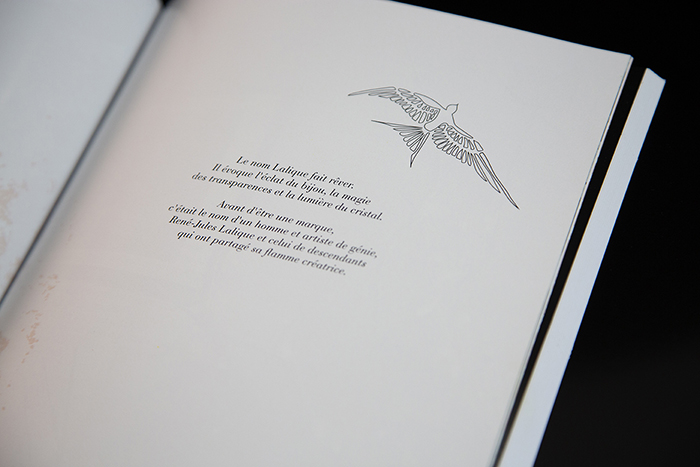 Le nom Lalique fait rêver.
Il évoque l'éclat du bijou, la magie
des transparences et la lumière du cristal.
Avant d'être une marque,
c'était le nom d'un homme et artiste de génie,
René-Jules Lalique et celui de descendants
qui ont partagé sa flamme créatrice.